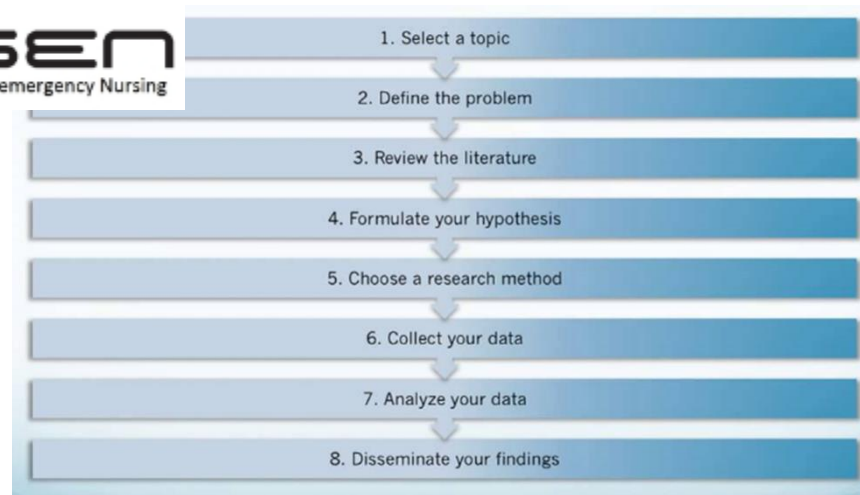 SEN
emergency Nursing
1. Select a topic
2. Define the problem
3. Review the literature
4. Formulate your hypothesis
5. Choose a research method
6. Collect your data
7. Analyze your data
8. Disseminate your findings